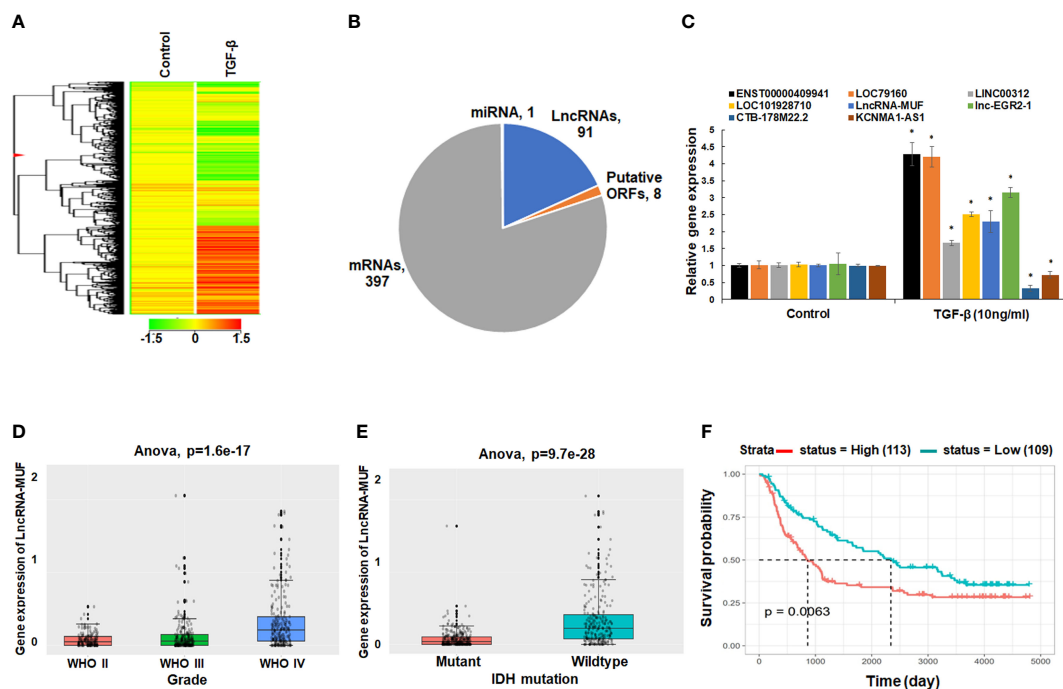 A
Control
TGF-β
-1.5
0
1.5
B
miRNA, 1
LncRNAs,
91
Putative
ORFs, 8
mRNAs,
397
C
ENST00000409941
LOC79160
LINC00312
LOC101928710
LncRNA-MUF
lnc-EGR2-1
CTB-178M22.2
KCNMA1-AS1
Relative gene expression
5
4.5
4
3.5
3
2.5
2
1.5
1
0.5
0
* * * * * * * *
Control
TGF-β (10ng/ml)
D
Anova, p=1.6e-17
Gene expression of LncRNA-MUF
2
1
0
WHO II
WHO III
WHO IV
Grade
E
Anova, p=9.7e-28
Gene expression of LncRNA-MUF
2
1
0
Mutant
Wildtype
IDH mutation
F
Strata status = High (113) status = Low (109)
Survival probability
1.00
0.75
0.50
0.25
p = 0.0063
0
1000
2000
3000
4000
5000
Time (day)